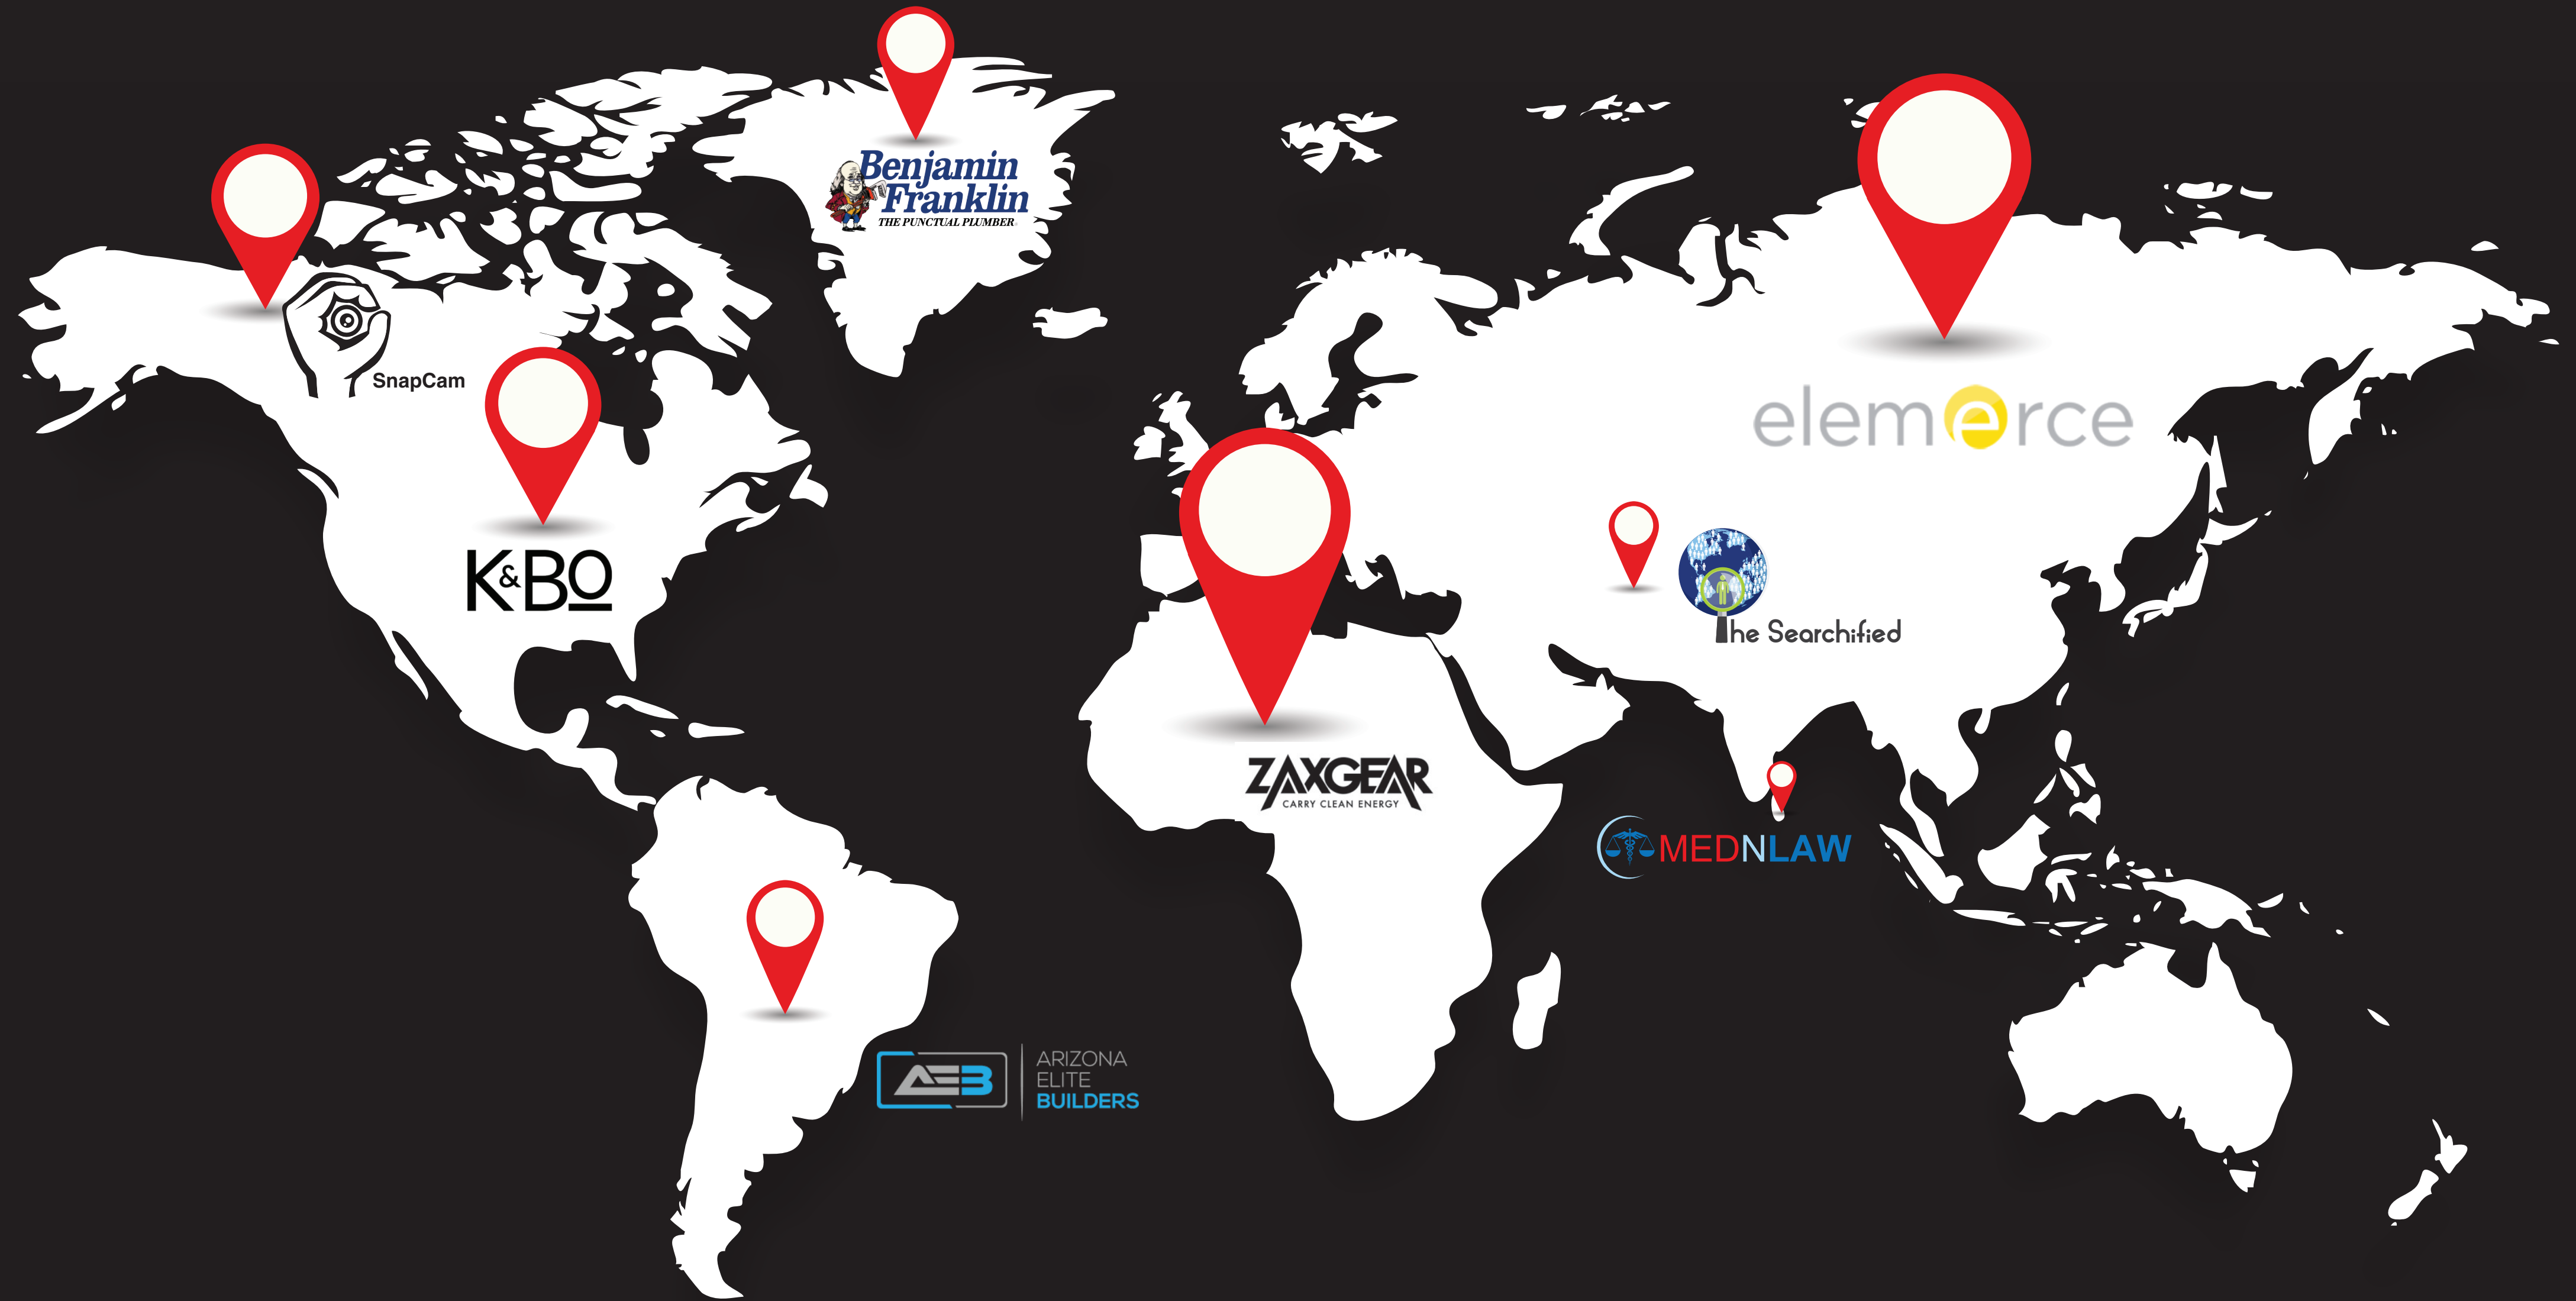 Benjamin
Franklin
THE PUNCTUAL PLUMBER
SnapCam
elemerce
K&BO
The Searchified
ZAXGEAR
CARRY CLEAN ENERGY
MEDNLAW
AEB
ARIZONA
ELITE
BUILDERS